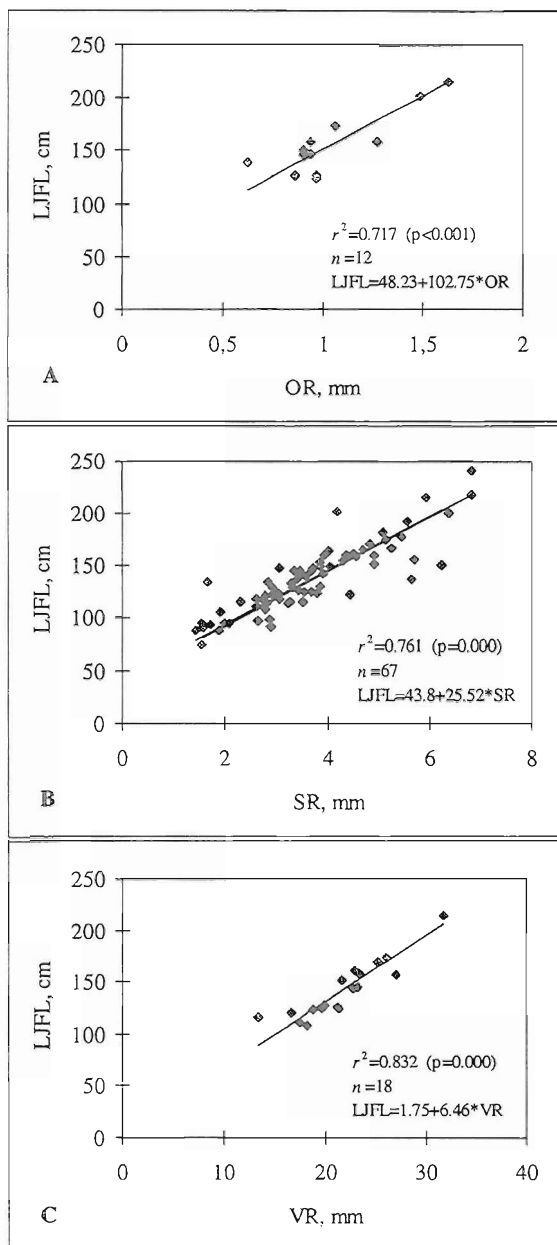 250
200
150
100
50
0
LJFL, cm
r²=0.717 (p<0.001)
n=12
LJFL=48.23+102.75*OR
0 0,5 1 1,5 2
A
OR, mm
250
200
150
100
50
0
LJFL, cm
r²=0.761 (p=0.000)
n=67
LJFL=43.8+25.52*SR
0 2 4 6 8
B
SR, mm
250
200
150
100
50
0
LJFL, cm
r²=0.832 (p=0.000)
n=18
LJFL=1.75+6.46*VR
0 10 20 30 40
C
VR, mm